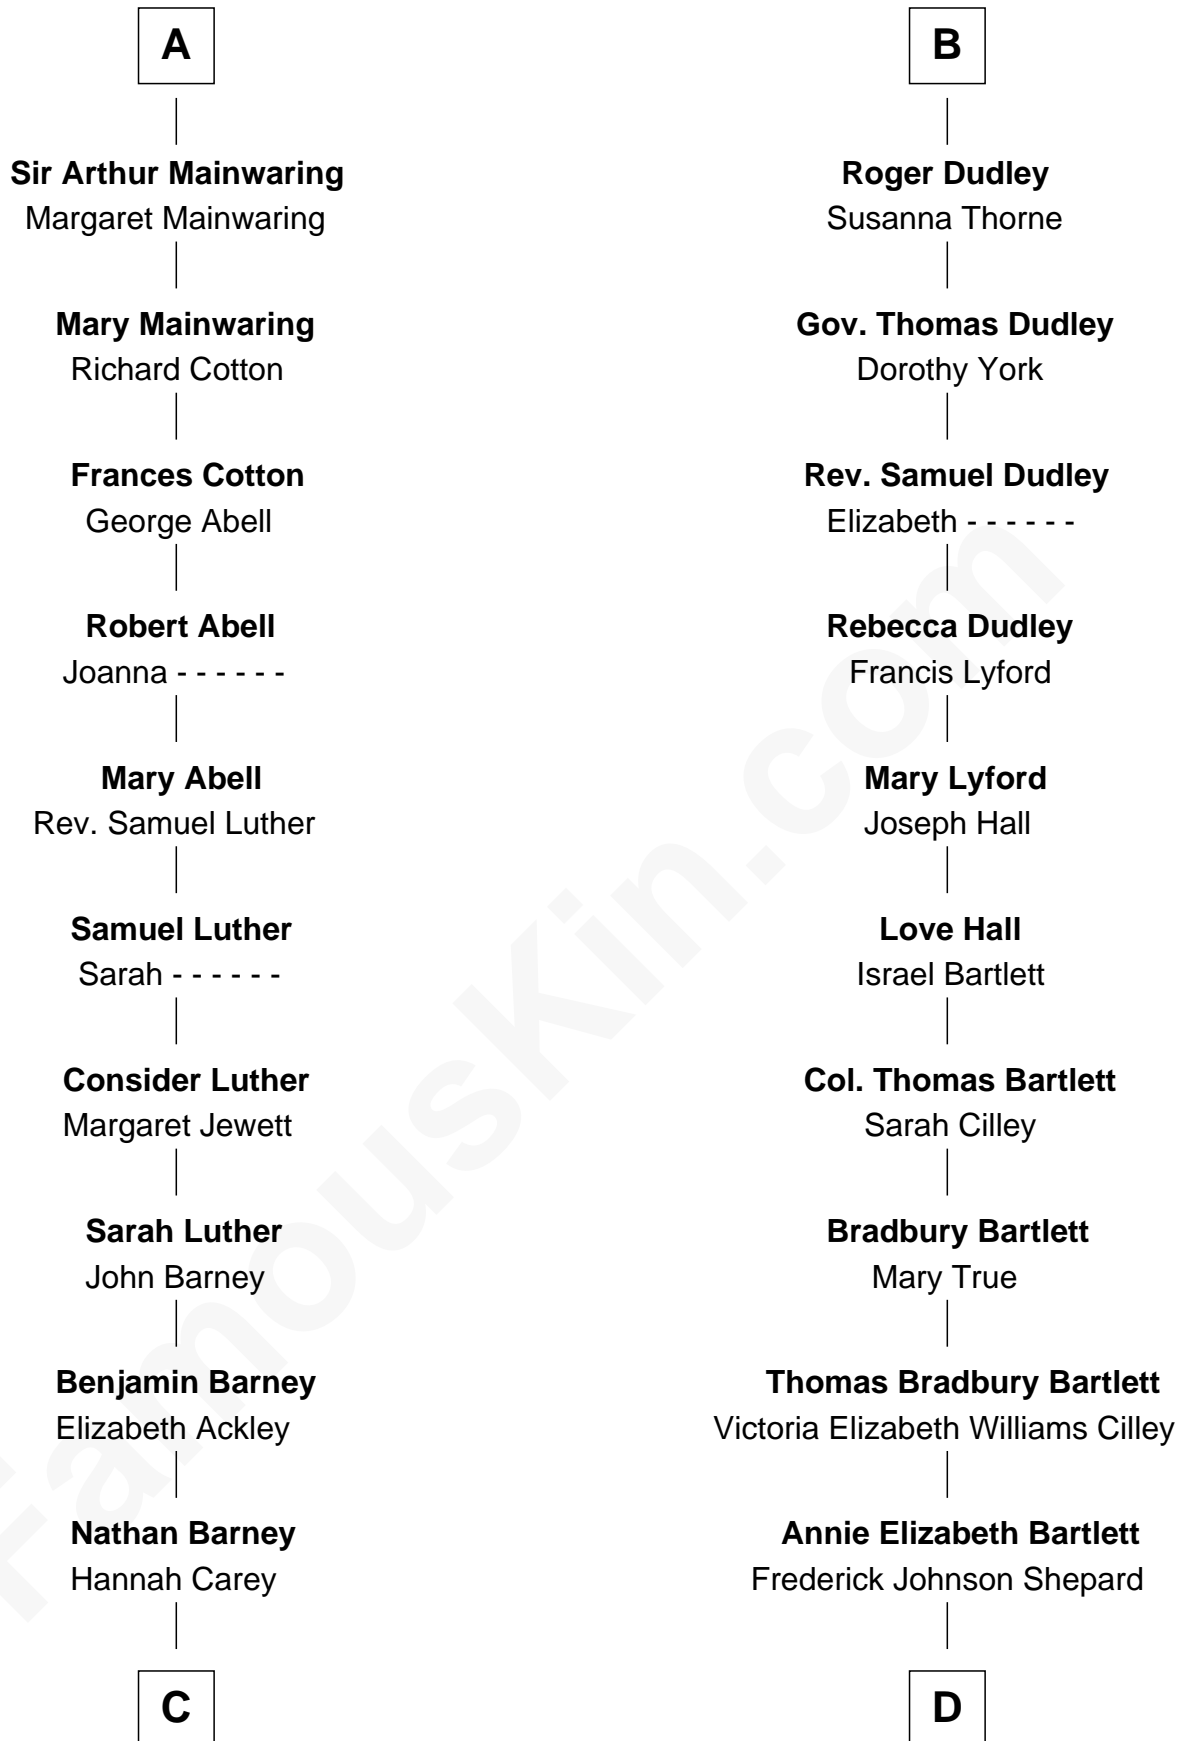 A
Sir Arthur Mainwaring
Margaret Mainwaring
Mary Mainwaring
Richard Cotton
Frances Cotton
George Abell
Robert Abell
Joanna - - - - - -
Mary Abell
Rev. Samuel Luther
Samuel Luther
Sarah - - - - - -
Consider Luther
Margaret Jewett
Sarah Luther
John Barney
Benjamin Barney
Elizabeth Ackley
Nathan Barney
Hannah Carey
C
B
Roger Dudley
Susanna Thorne
Gov. Thomas Dudley
Dorothy York
Rev. Samuel Dudley
Elizabeth - - - - - -
Rebecca Dudley
Francis Lyford
Mary Lyford
Joseph Hall
Love Hall
Israel Bartlett
Col. Thomas Bartlett
Sarah Cilley
Bradbury Bartlett
Mary True
Thomas Bradbury Bartlett
Victoria Elizabeth Williams Cilley
Annie Elizabeth Bartlett
Frederick Johnson Shepard
D
FamousKin.com